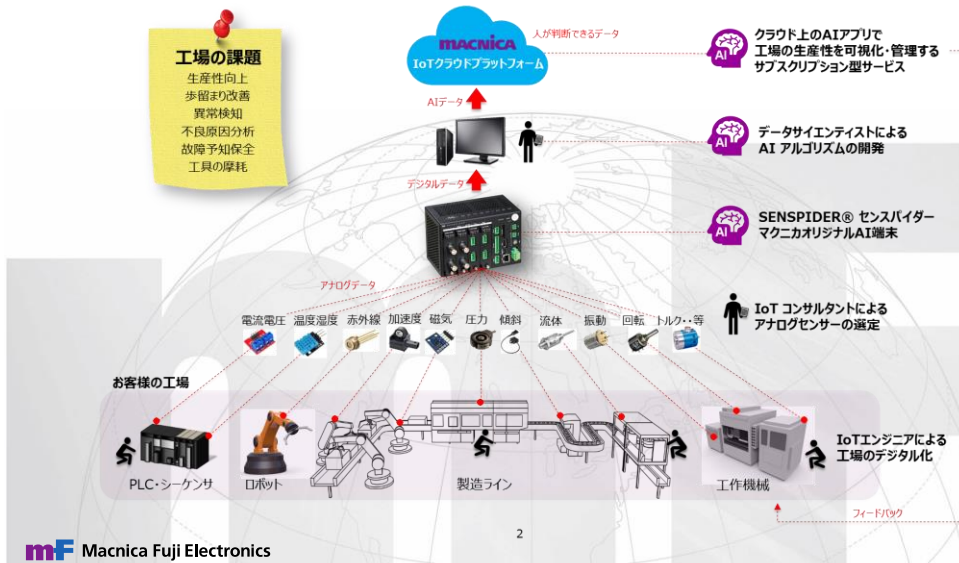 工場の課題
生産性向上
歩留まり改善
異常検知
不良原因分析
故障予知保全
工具の摩耗
macnica
IoTクラウドプラットフォーム
人が判断できるデータ
AI
クラウド上のAIアプリで
工場の生産性を可視化・管理する
サブスクリプション型サービス
AIデータ
AI
データサイエンティストによる
AI アルゴリズムの開発
デジタルデータ
AI
SENSPIDER® センスパイダー
マクニカオリジナルAI端末
アナログデータ
IoT コンサルタントによる
アナログセンサーの選定
電流電圧 温度湿度 赤外線 加速度 磁気 圧力 傾斜 流体 振動 回転 トルク・・等
お客様の工場
IoTエンジニアによる
工場のデジタル化
PLC・シーケンサ ロボット 製造ライン 工作機械
フィードバック
2
mF Macnica Fuji Electronics